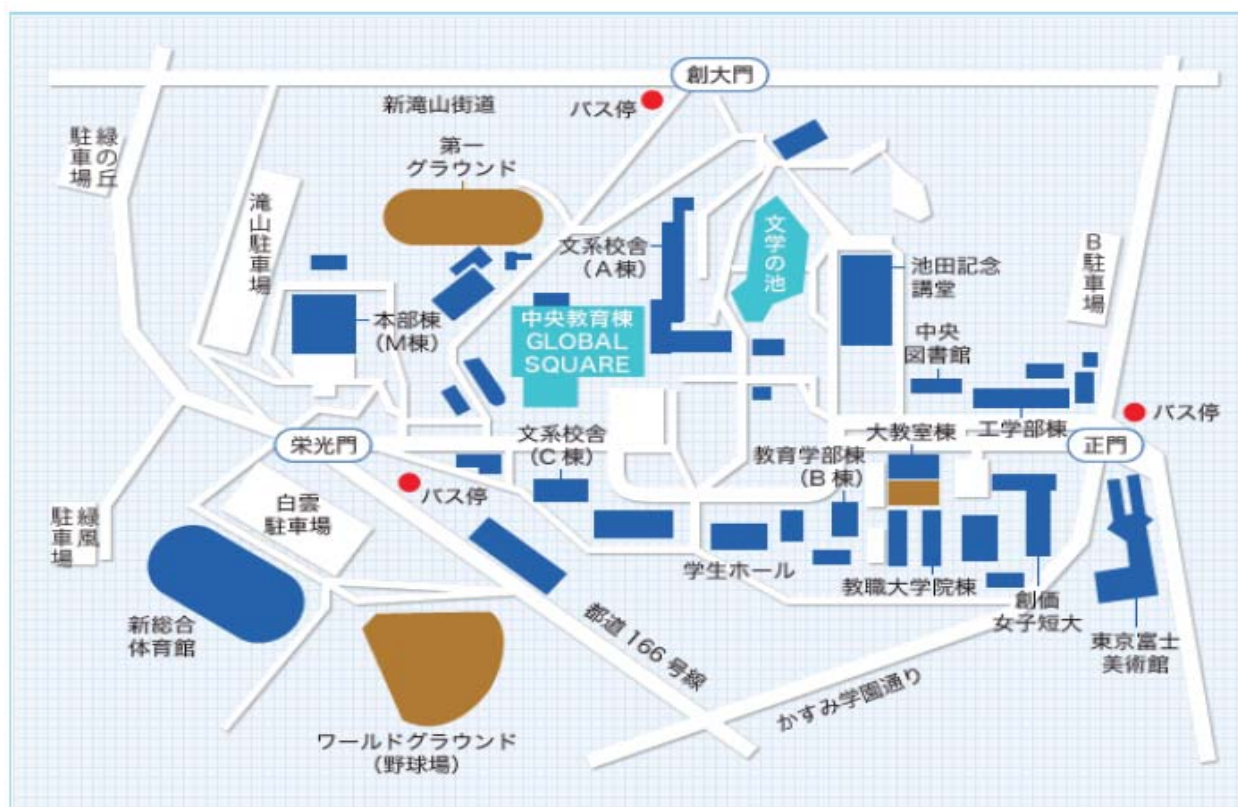 創大門
バス停
新滝山街道
第一
グラウンド
緑の丘
駐車場
滝山駐車場
文系校舎
(A棟)
文学の池
池田記念
講堂
B駐車場
本部棟
(M棟)
中央教育棟
GLOBAL
SQUARE
中央
図書館
バス停
栄光門
文系校舎
(C棟)
大教室棟
工学部棟
正門
教育学部棟
(B棟)
バス停
白雲
駐車場
緑風
駐車場
学生ホール
教職大学院棟
創価
女子短大
新総合
体育館
都道166号線
東京富士
美術館
かすみ学園通り
ワールドグラウンド
(野球場)